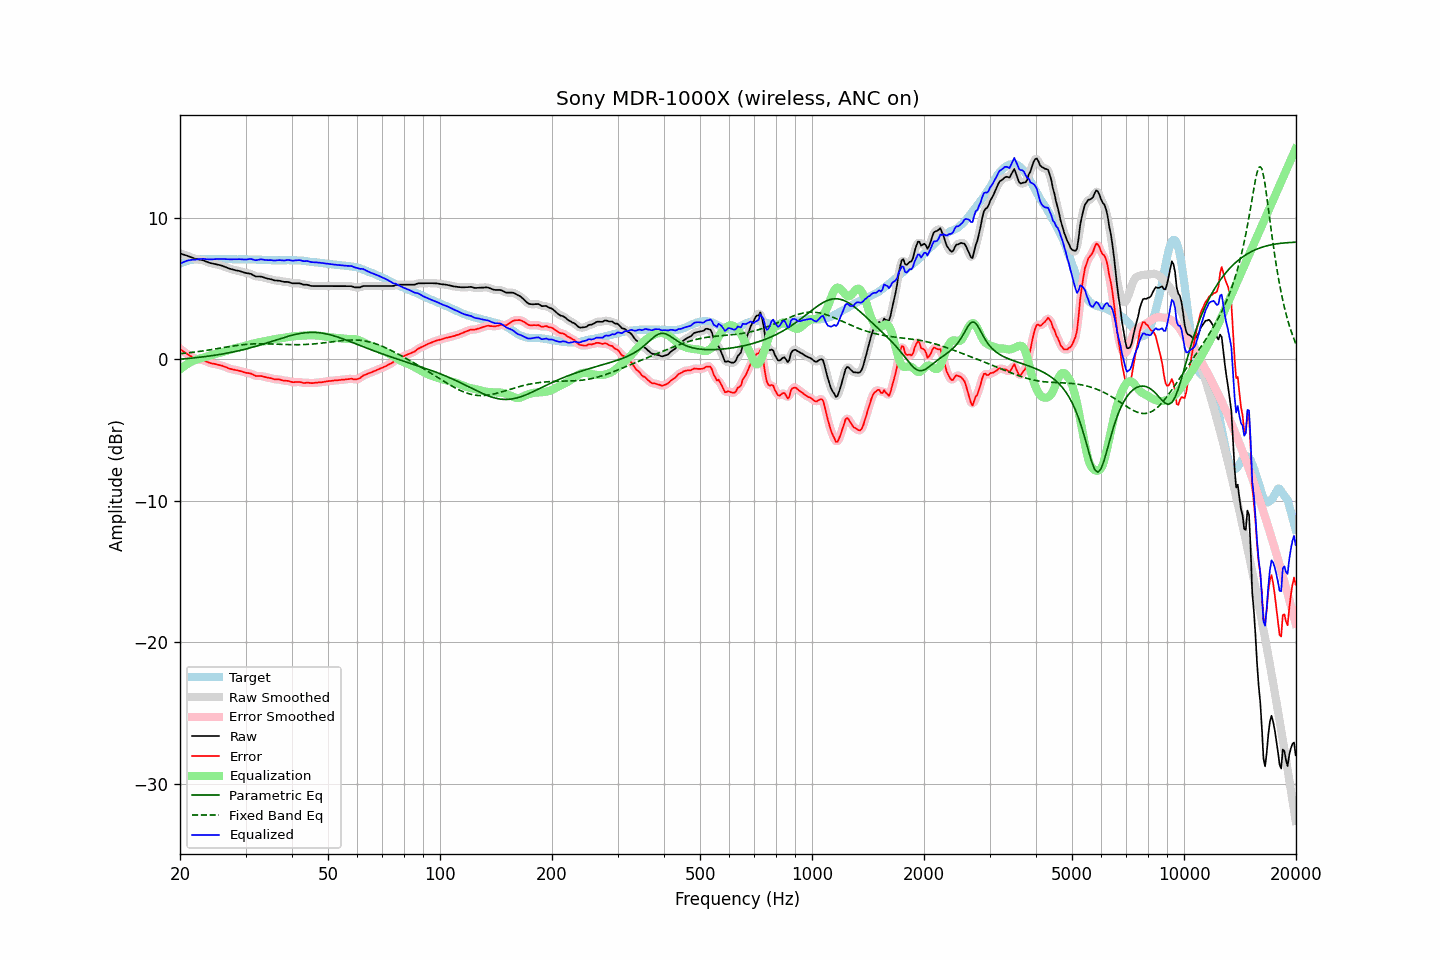 Sony MDR-1000X (wireless, ANC on)
Amplitude (dBr)
10
0
−10
−20
−30
Target
Raw Smoothed
Error Smoothed
Raw
Error
Equalization
Parametric Eq
Fixed Band Eq
Equalized
20 50 100 200 500 1000 2000 5000 10000 20000
Frequency (Hz)